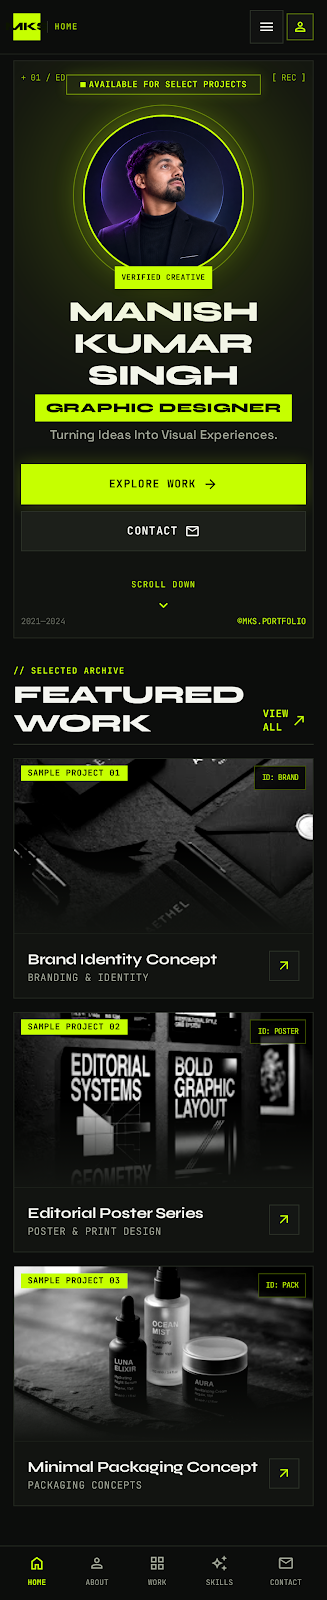 MKS
HOME
+ 01 / ED
AVAILABLE FOR SELECT PROJECTS
[ REC ]
VERIFIED CREATIVE
MANISH
KUMAR
SINGH
GRAPHIC DESIGNER
Turning Ideas Into Visual Experiences.
EXPLORE WORK
CONTACT
SCROLL DOWN
2021—2024
©MKS.PORTFOLIO
// SELECTED ARCHIVE
FEATURED
WORK
VIEW
ALL
SAMPLE PROJECT 01
ID: BRAND
Brand Identity Concept
BRANDING & IDENTITY
SAMPLE PROJECT 02
ID: POSTER
EDITORIAL
SYSTEMS
BOLD
GRAPHIC
LAYOUT
GEOMETRY
Editorial Poster Series
POSTER & PRINT DESIGN
SAMPLE PROJECT 03
ID: PACK
OCEAN
MIST
LUNA
ELIXIR
AURA
Minimal Packaging Concept
PACKAGING CONCEPTS
HOME
ABOUT
WORK
SKILLS
CONTACT